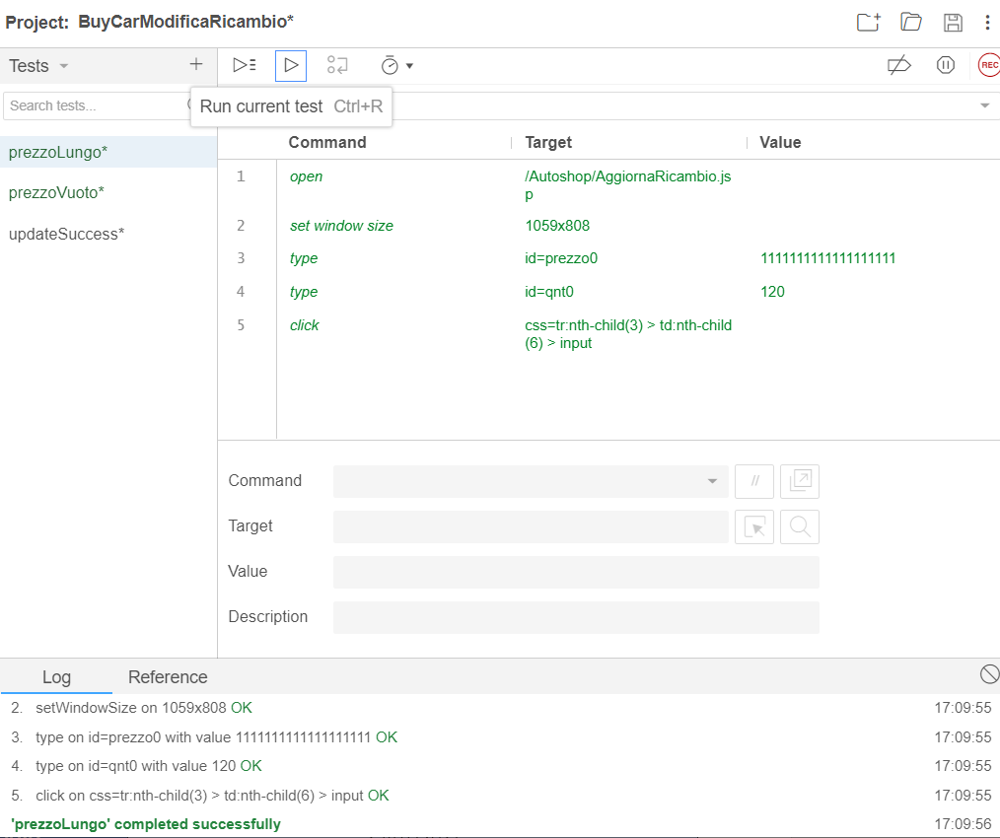 Project: BuyCarModificaRicambio*
Tests
REC
Search tests...
Run current test Ctrl+R
Command Target Value
prezzoLungo*
prezzoVuoto*
updateSuccess*
1 open /Autoshop/AggiornaRicambio.js
p
2 set window size 1059x808
3 type id=prezzo0 1111111111111111111
4 type id=qnt0 120
5 click css=tr:nth-child(3) > td:nth-child
(6) > input
Command
//
Target
Value
Description
Log Reference
2. setWindowSize on 1059x808 OK 17:09:55
3. type on id=prezzo0 with value 1111111111111111111 OK 17:09:55
4. type on id=qnt0 with value 120 OK 17:09:55
5. click on css=tr:nth-child(3) > td:nth-child(6) > input OK 17:09:55
'prezzoLungo' completed successfully 17:09:56